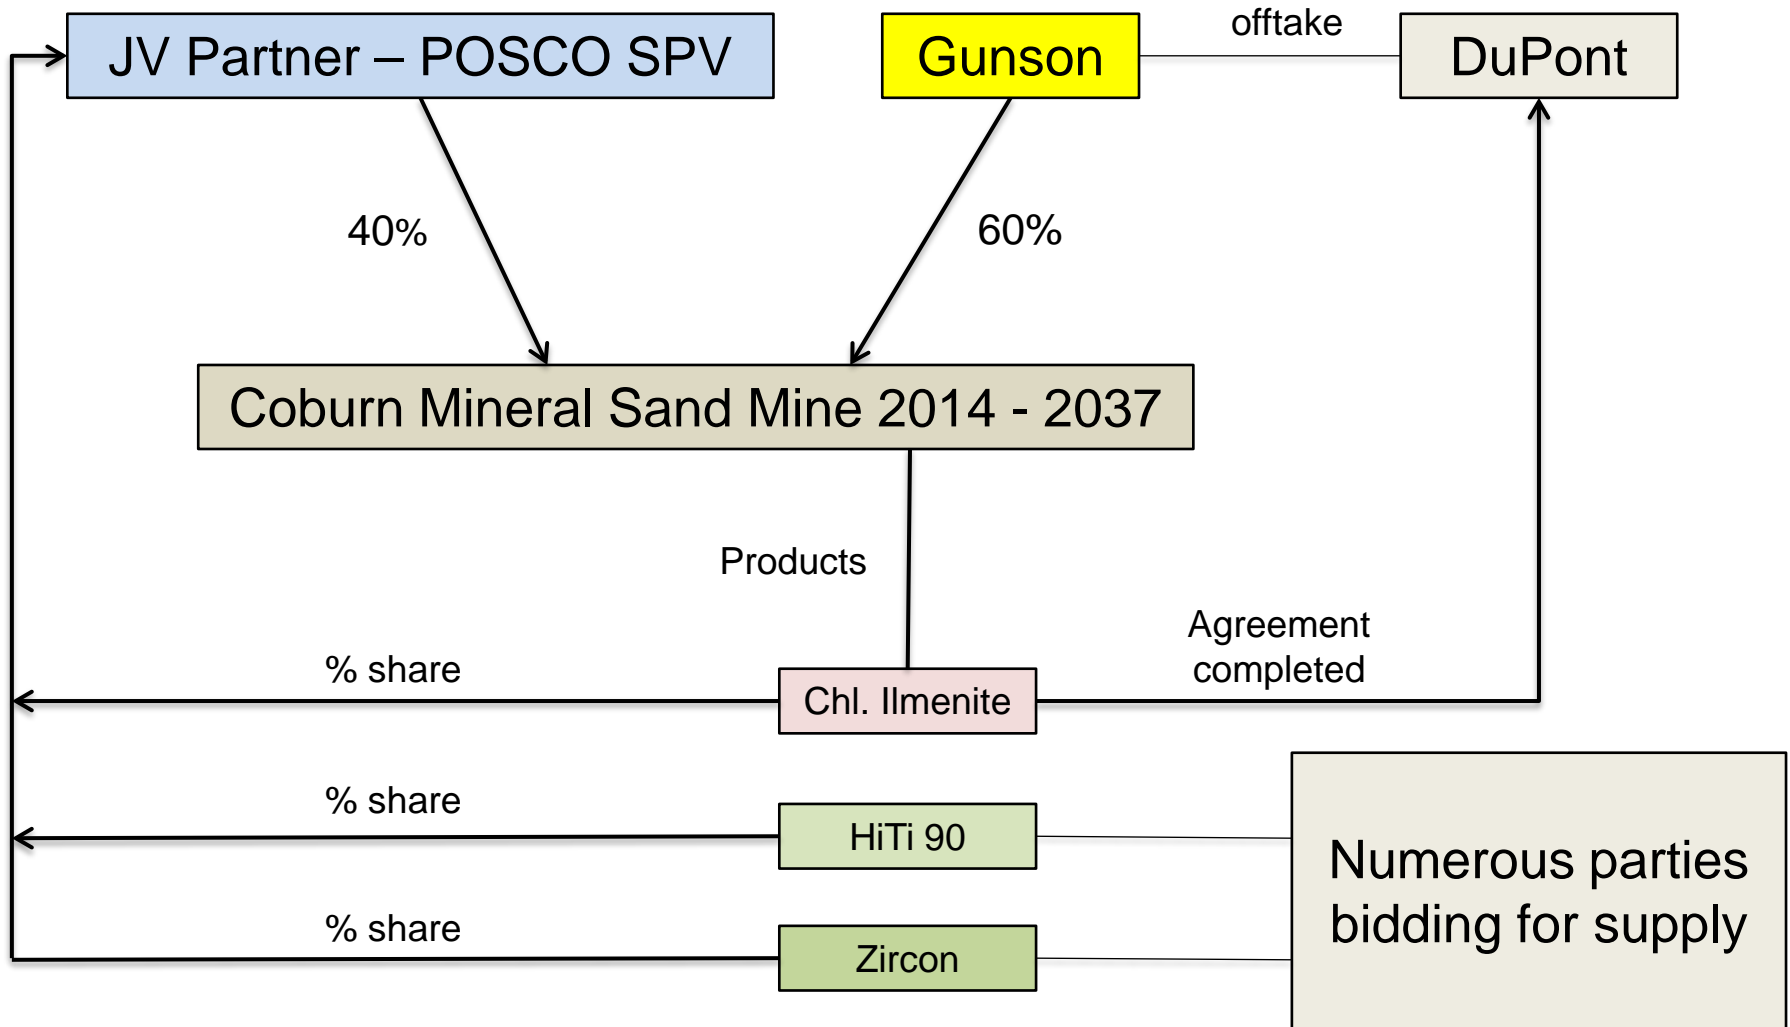 JV Partner – POSCO SPV
Gunson
offtake
DuPont
40%
60%
Coburn Mineral Sand Mine 2014 - 2037
Products
Agreement
completed
% share
Chl. Ilmenite
% share
HiTi 90
Numerous parties
bidding for supply
% share
Zircon